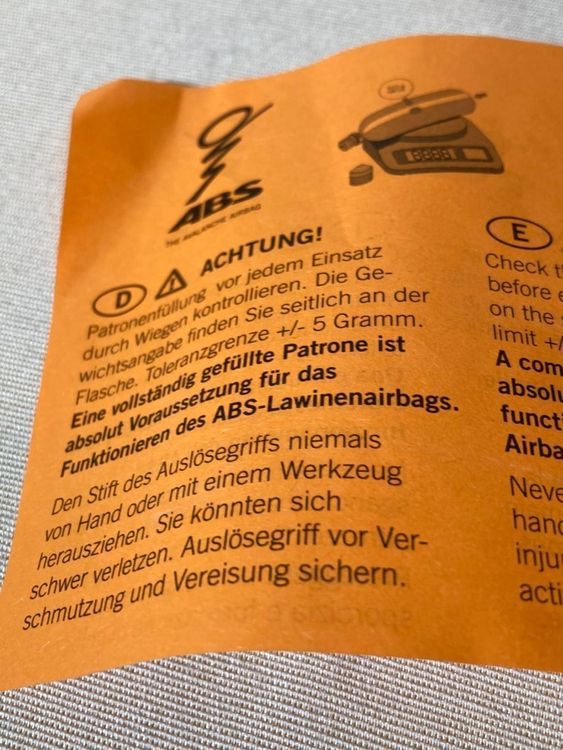 ABS
THE AVALANCHE AIRBAG
D ACHTUNG!
Patronenfüllung vor jedem Einsatz
durch Wiegen kontrollieren. Die Ge-
wichtsangabe finden Sie seitlich an der
Flasche. Toleranzgrenze +/- 5 Gramm.
Eine vollständig gefüllte Patrone ist
absolut Voraussetzung für das
Funktionieren des ABS-Lawinenairbags.
Den Stift des Auslösegriffs niemals
von Hand oder mit einem Werkzeug
herausziehen. Sie könnten sich
schwer verletzen. Auslösegriff vor Ver-
schmutzung und Vereisung sichern.
E
Check t
before e
on the
limit +/
A com
absolu
functi
Airba
Neve
hand
injur
acti